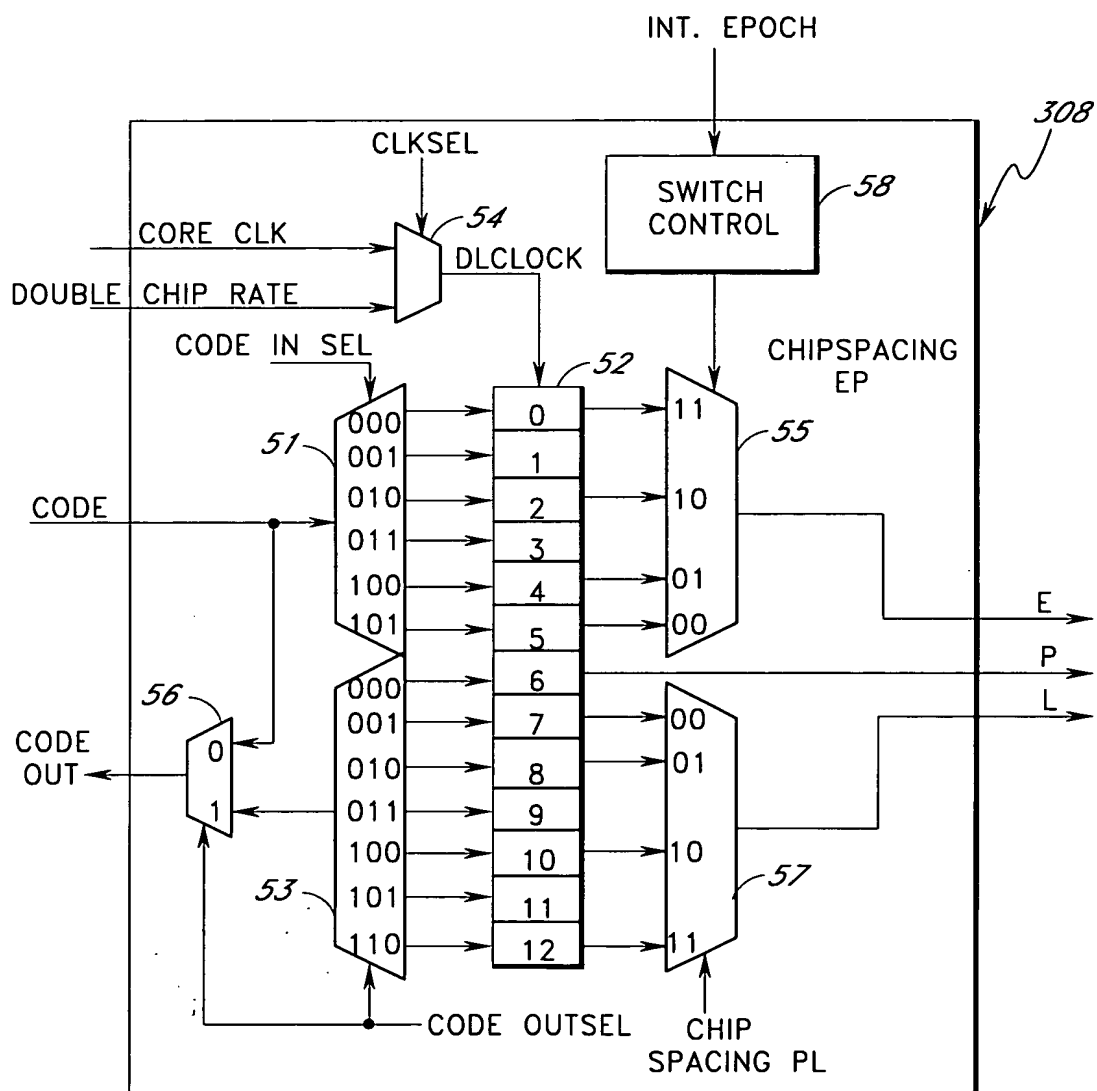 INT. EPOCH
308
CLKSEL
SWITCH
CONTROL
58
54
CORE CLK
DLCLOCK
DOUBLE CHIP RATE
CODE IN SEL
CHIPSPACING
EP
52
51
55
000
001
010
011
100
101
0
1
2
3
4
5
6
7
8
9
10
11
12
11
10
01
00
CODE
E
P
L
56
0
1
CODE
OUT
000
001
010
011
100
101
110
53
00
01
10
11
57
CODE OUTSEL
CHIP
SPACING PL